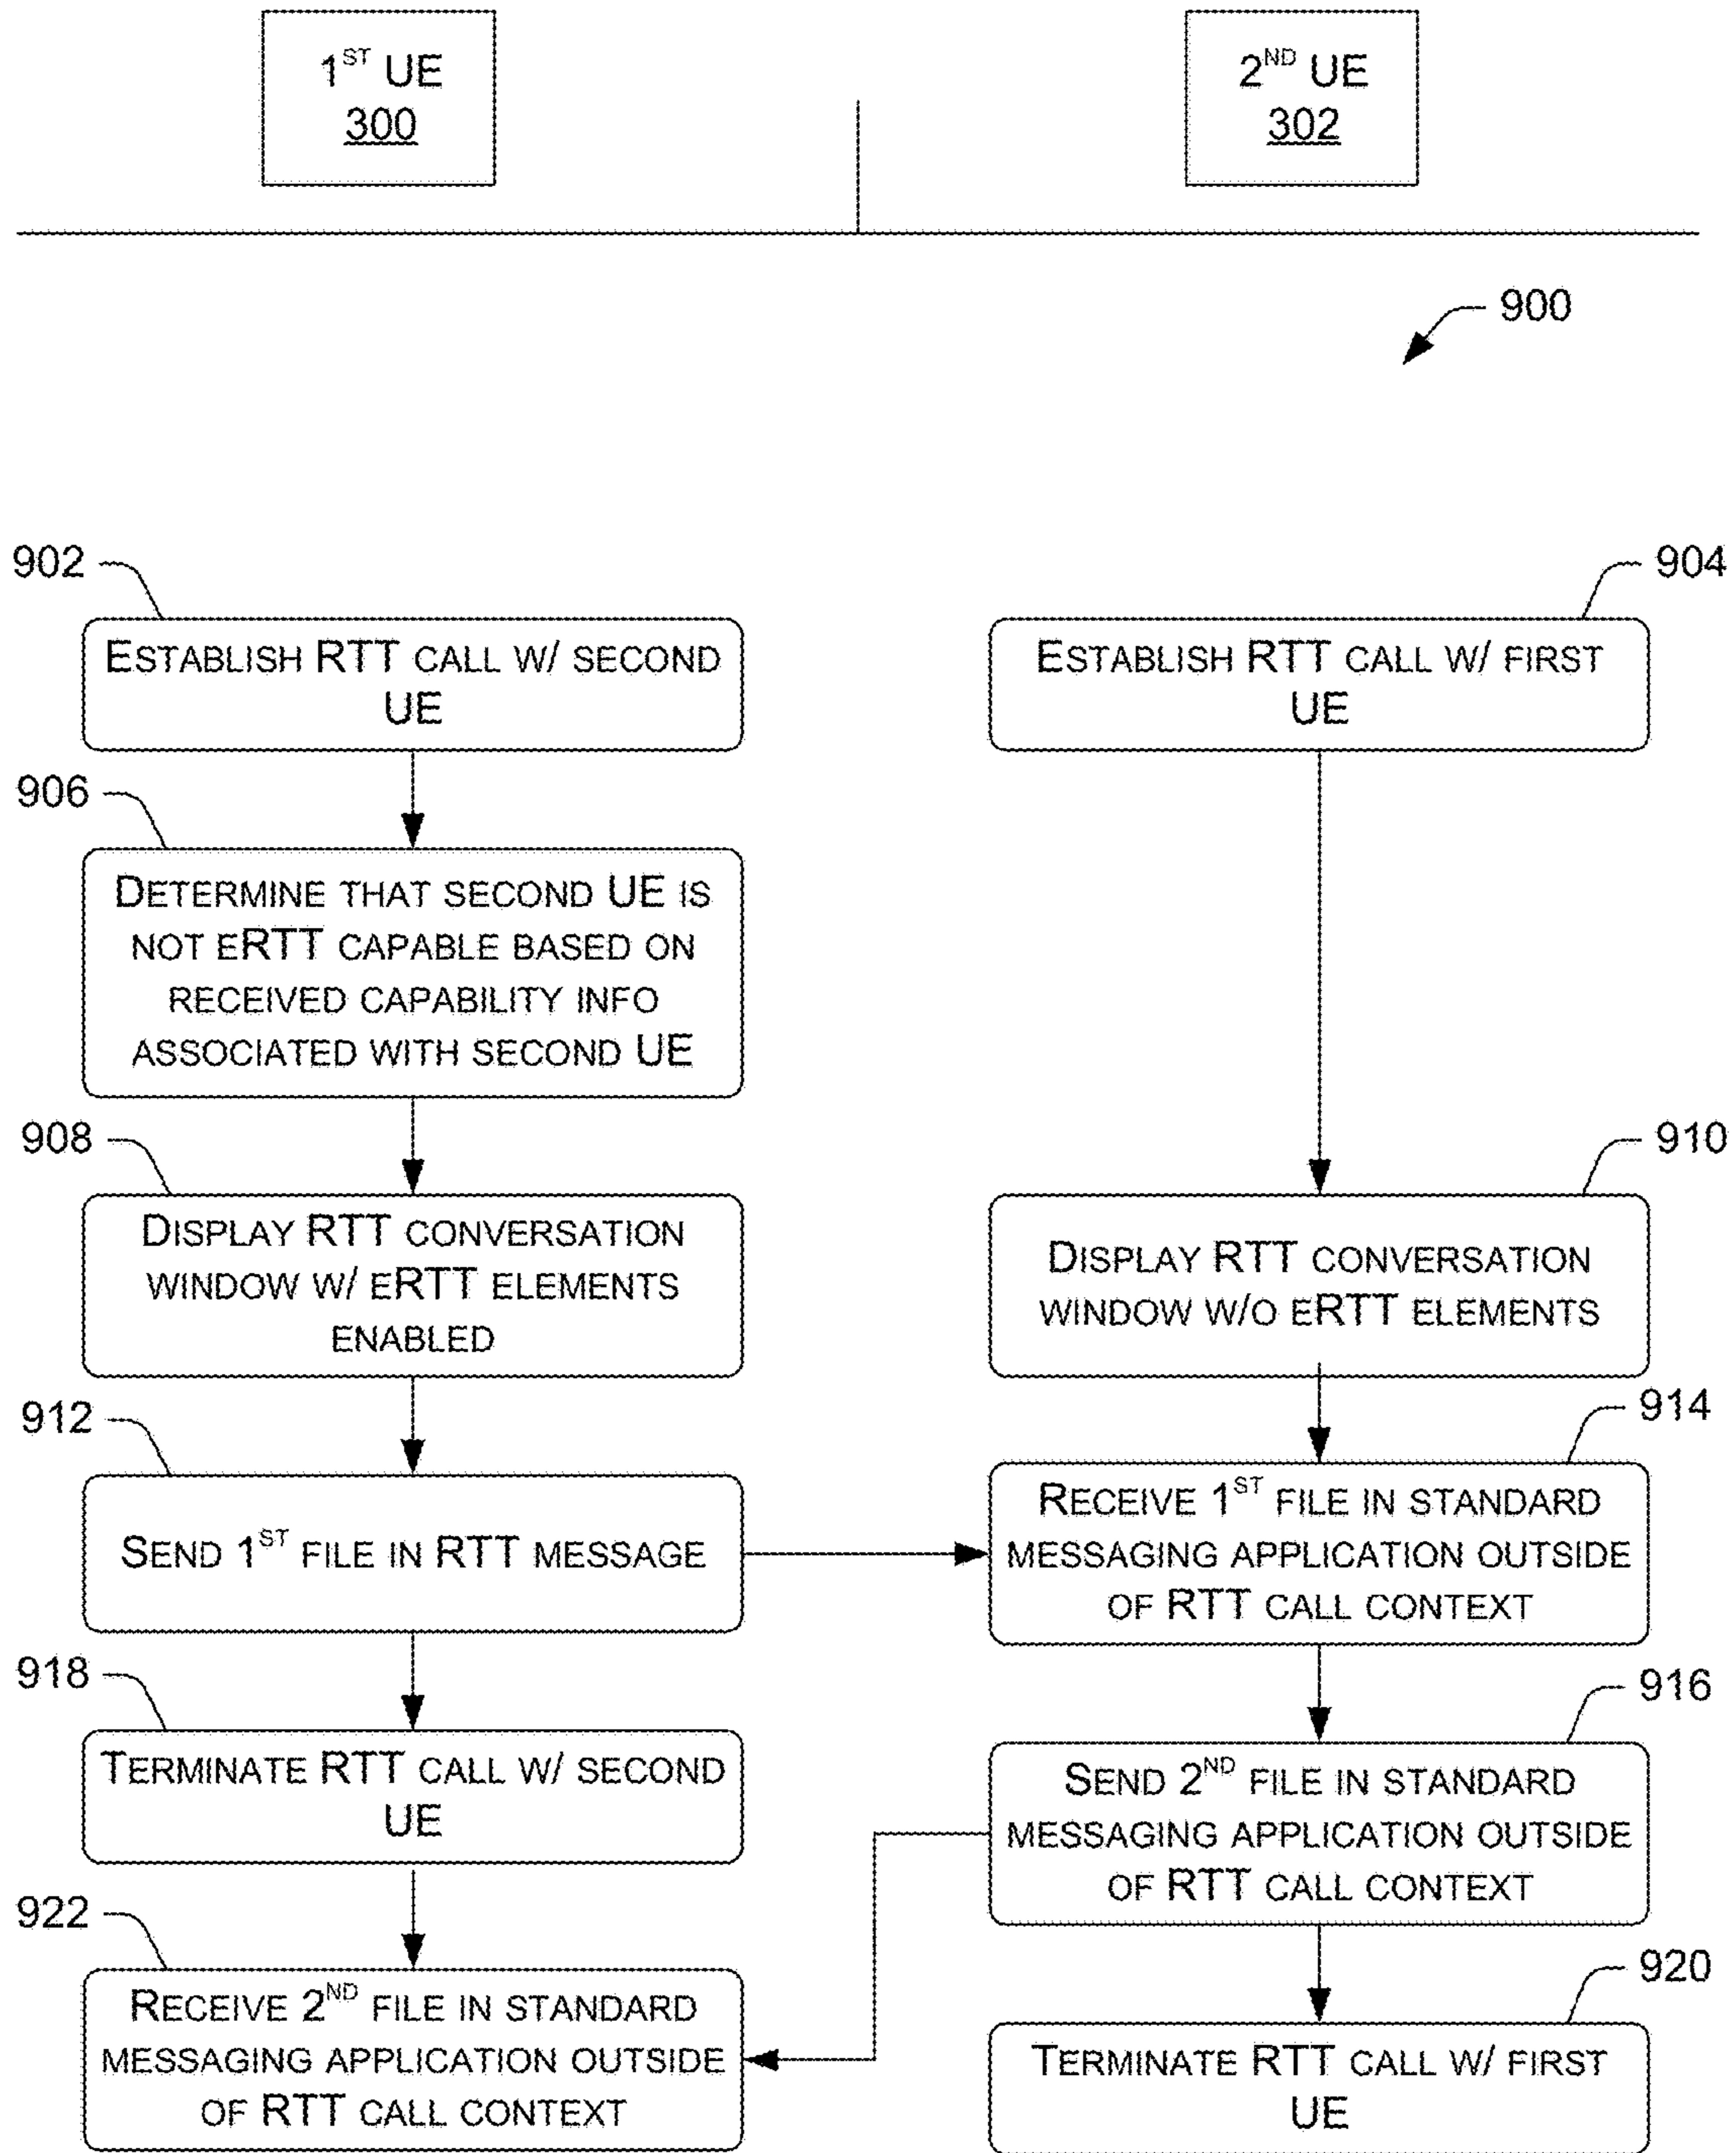 1ST UE
300
2ND UE
302
900
902
904
ESTABLISH RTT CALL W/ SECOND
UE
ESTABLISH RTT CALL W/ FIRST
UE
906
DETERMINE THAT SECOND UE IS
NOT ERTT CAPABLE BASED ON
RECEIVED CAPABILITY INFO
ASSOCIATED WITH SECOND UE
908
910
DISPLAY RTT CONVERSATION
WINDOW W/ ERTT ELEMENTS
ENABLED
DISPLAY RTT CONVERSATION
WINDOW W/O ERTT ELEMENTS
912
914
SEND 1ST FILE IN RTT MESSAGE
RECEIVE 1ST FILE IN STANDARD
MESSAGING APPLICATION OUTSIDE
OF RTT CALL CONTEXT
918
916
TERMINATE RTT CALL W/ SECOND
UE
SEND 2ND FILE IN STANDARD
MESSAGING APPLICATION OUTSIDE
OF RTT CALL CONTEXT
922
920
RECEIVE 2ND FILE IN STANDARD
MESSAGING APPLICATION OUTSIDE
OF RTT CALL CONTEXT
TERMINATE RTT CALL W/ FIRST
UE